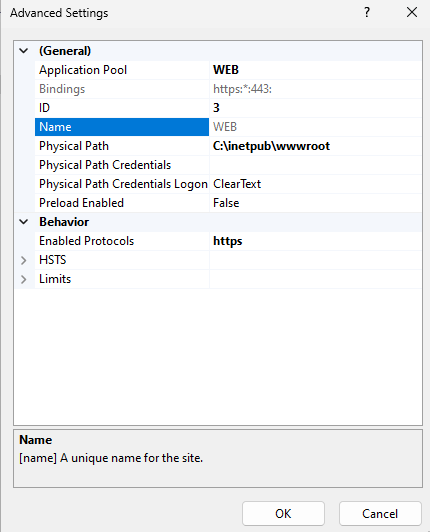 Advanced Settings ? ✕
(General)
Application Pool WEB
Bindings https:*:443:
ID 3
Name WEB
Physical Path C:\inetpub\wwwroot
Physical Path Credentials
Physical Path Credentials Logon ClearText
Preload Enabled False
Behavior
Enabled Protocols https
HSTS
Limits
Name
[name] A unique name for the site.
OK Cancel